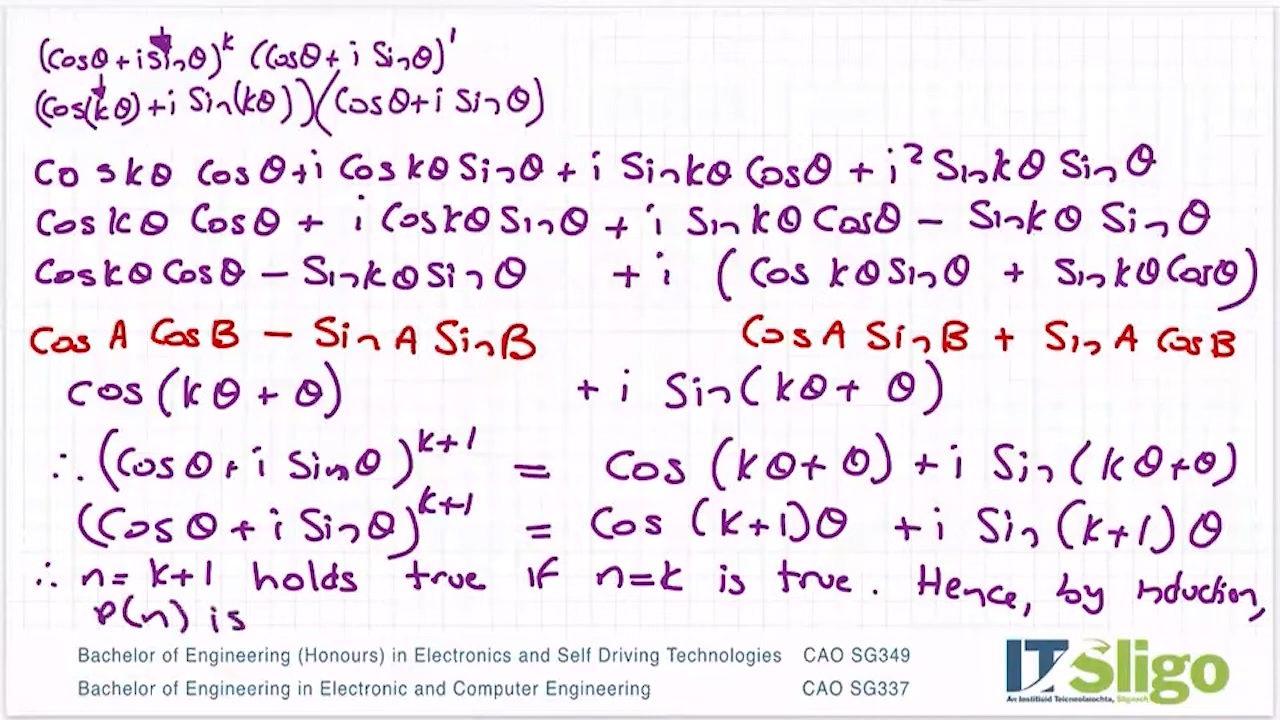 (Cosθ + i Sinθ)^k (Cosθ + i Sinθ)^1
(Cos(kθ) + i Sin(kθ))(Cosθ + i Sinθ)
Cos kθ Cosθ + i Cos kθ Sinθ + i Sin kθ Cosθ + i² Sin kθ Sinθ
Cos kθ Cosθ + i Cos kθ Sinθ + i Sin kθ Cosθ − Sin kθ Sinθ
Cos kθ Cosθ − Sin kθ Sinθ + i (Cos kθ Sinθ + Sin kθ Cosθ)
Cos A Cos B − Sin A Sin B Cos A Sin B + Sin A Cos B
Cos (kθ + θ) + i Sin (kθ + θ)
∴ (Cosθ + i Sinθ)^k+1 = Cos (kθ + θ) + i Sin (kθ + θ)
(Cosθ + i Sinθ)^k+1 = Cos (k+1)θ + i Sin (k+1)θ
∴ n = k+1 holds true if n=k is true. Hence, by induction,
P(n) is
Bachelor of Engineering (Honours) in Electronics and Self Driving Technologies CAO SG349
Bachelor of Engineering in Electronic and Computer Engineering CAO SG337
IT Sligo
An Institiúid Teicneolaíochta, Sligeach